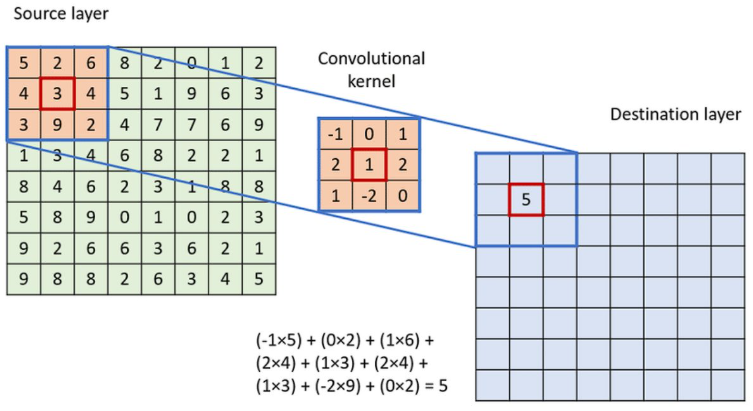 Source layer
5 2 6 8 2 0 1 2
4 3 4 5 1 9 6 3
3 9 2 4 7 7 6 9
1 3 4 6 8 2 2 1
8 4 6 2 3 1 8 8
5 8 9 0 1 0 2 3
9 2 6 6 3 6 2 1
9 8 8 2 6 3 4 5
Convolutional
kernel
-1 0 1
2 1 2
1 -2 0
Destination layer
5
(-1×5) + (0×2) + (1×6) +
(2×4) + (1×3) + (2×4) +
(1×3) + (-2×9) + (0×2) = 5